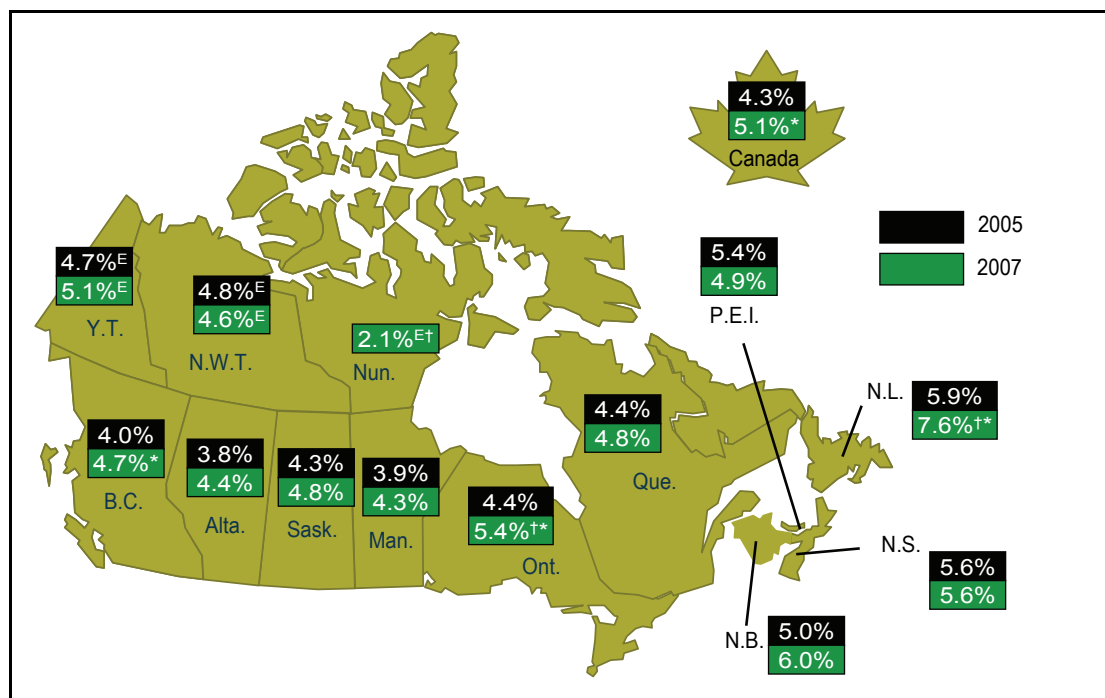 4.3%
5.1%*
Canada
2005
2007
5.4%
4.9%
P.E.I.
4.7%ᴱ
5.1%ᴱ
Y.T.
4.8%ᴱ
4.6%ᴱ
N.W.T.
2.1%ᴱ†
Nun.
4.0%
4.7%*
B.C.
3.8%
4.4%
Alta.
4.3%
4.8%
Sask.
3.9%
4.3%
Man.
4.4%
5.4%†*
Ont.
4.4%
4.8%
Que.
N.L.
5.9%
7.6%†*
N.S.
5.6%
5.6%
N.B.
5.0%
6.0%